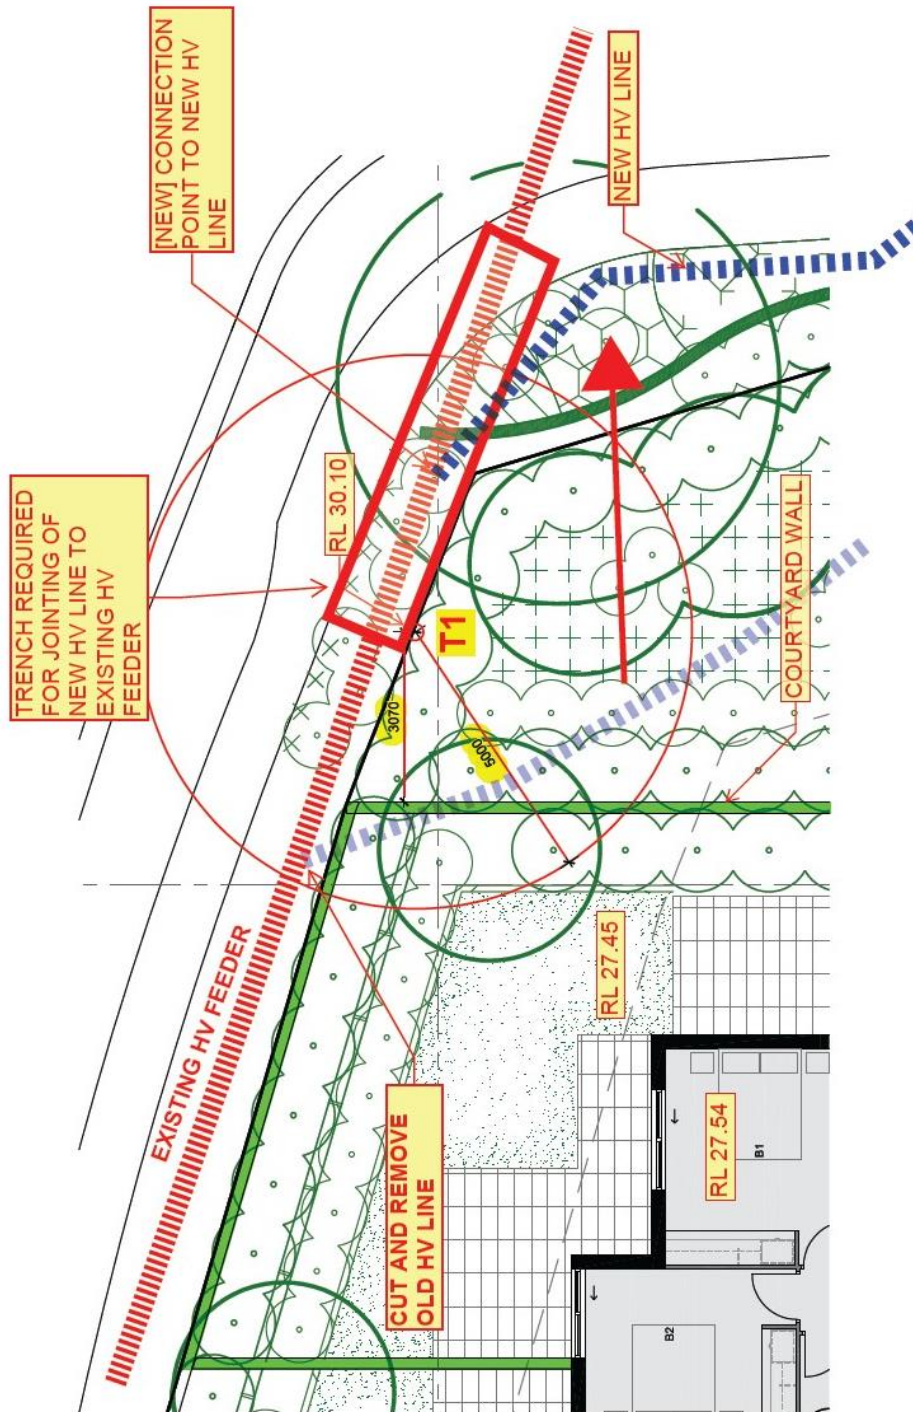 [NEW] CONNECTION
POINT TO NEW HV
LINE
NEW HV LINE
TRENCH REQUIRED
FOR JOINTING OF
NEW HV LINE TO
EXISTING HV
FEEDER
RL 30.10
T1
3070
5000
COURTYARD WALL
EXISTING HV FEEDER
RL 27.45
CUT AND REMOVE
OLD HV LINE
RL 27.54
B1
B2